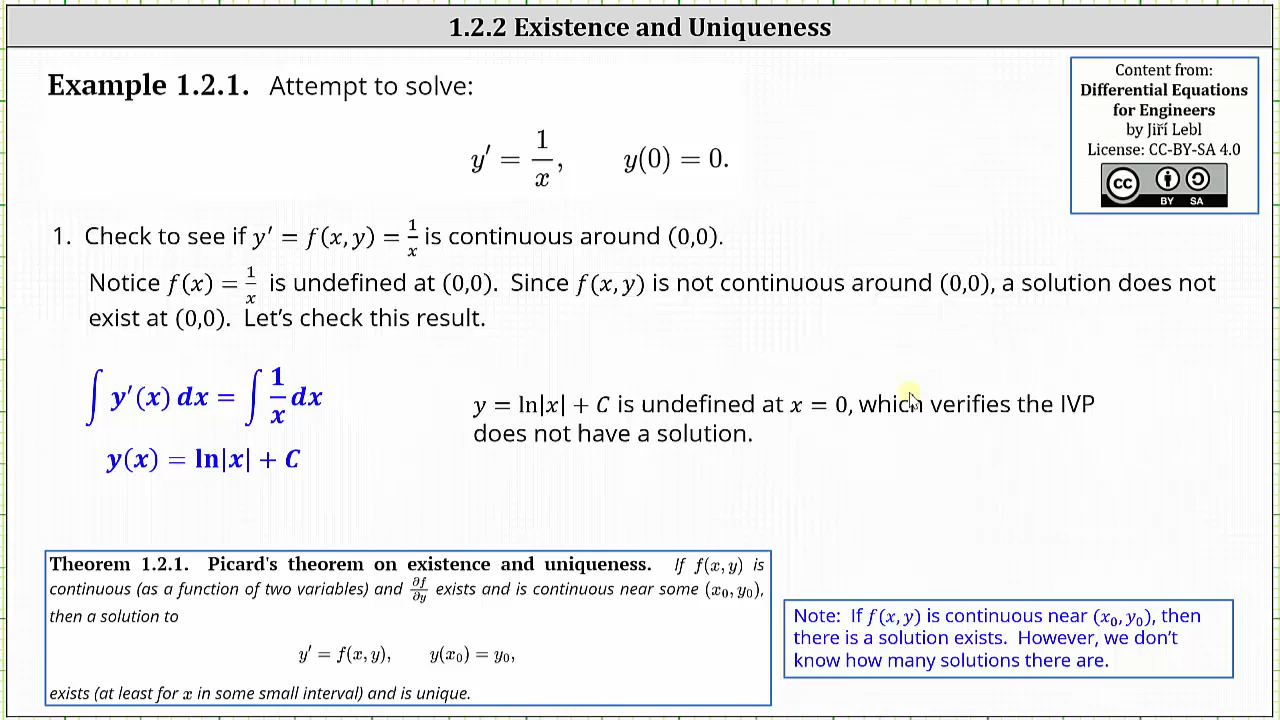 1.2.2 Existence and Uniqueness
Example 1.2.1. Attempt to solve:
y′ = 1/x, y(0) = 0.
Content from:
Differential Equations
for Engineers
by Jiří Lebl
License: CC-BY-SA 4.0
cc BY SA
1. Check to see if y′ = f(x, y) = 1/x is continuous around (0,0).
Notice f(x) = 1/x is undefined at (0,0). Since f(x, y) is not continuous around (0,0), a solution does not
exist at (0,0). Let's check this result.
∫ y′(x) dx = ∫ 1/x dx
y(x) = ln|x| + C
y = ln|x| + C is undefined at x = 0, which verifies the IVP
does not have a solution.
Theorem 1.2.1. Picard's theorem on existence and uniqueness. If f(x, y) is
continuous (as a function of two variables) and ∂f/∂y exists and is continuous near some (x₀, y₀),
then a solution to
y′ = f(x, y), y(x₀) = y₀,
exists (at least for x in some small interval) and is unique.
Note: If f(x, y) is continuous near (x₀, y₀), then
there is a solution exists. However, we don't
know how many solutions there are.